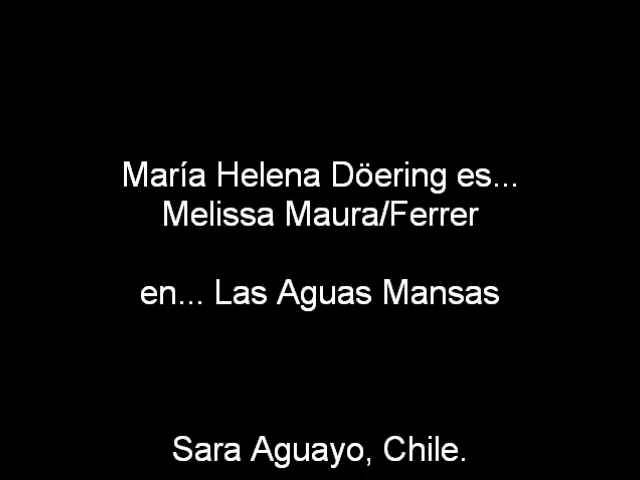 María Helena Döering es...
Melissa Maura/Ferrer
en... Las Aguas Mansas
Sara Aguayo, Chile.